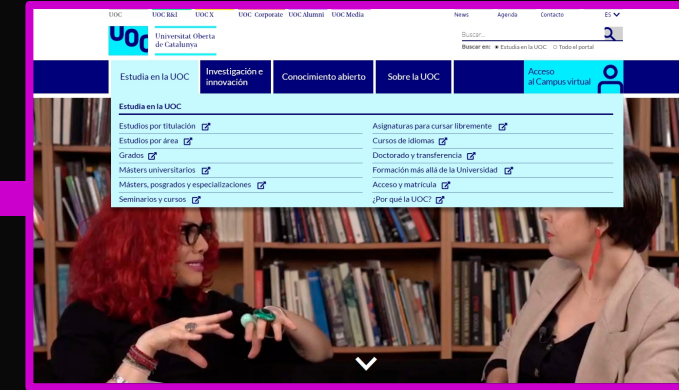 UOC UOC R&I UOC X UOC Corporate UOC Alumni UOC Media News Agenda Contacto ES
UOC
Universitat Oberta
de Catalunya
Buscar...
Buscar en: Estudia en la UOC Todo el portal
Estudia en la UOC
Investigación e
innovación
Conocimiento abierto
Sobre la UOC
Acceso
al Campus virtual
Estudia en la UOC
Estudios por titulación
Estudios por área
Grados
Másters universitarios
Másters, posgrados y especializaciones
Seminarios y cursos
Asignaturas para cursar libremente
Cursos de idiomas
Doctorado y transferencia
Formación más allá de la Universidad
Acceso y matrícula
¿Por qué la UOC?